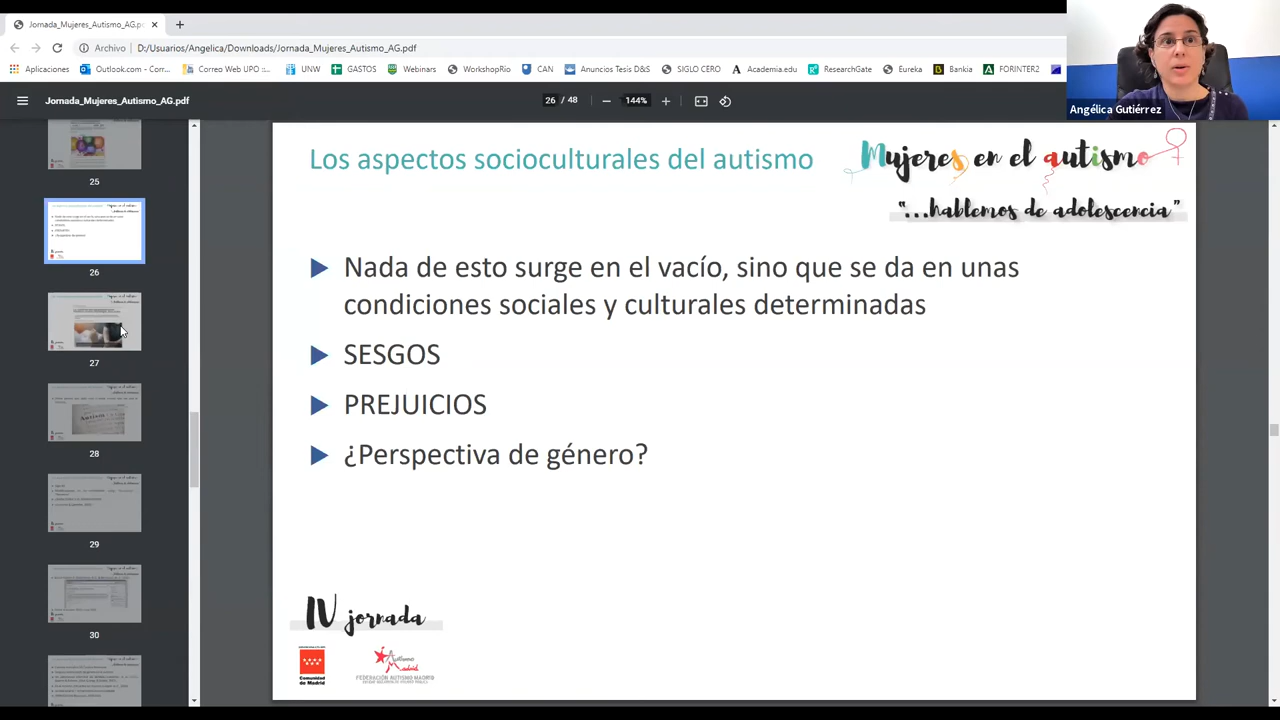 Jornada_Mujeres_Autismo_AG.p
Archivo
D:/Usuarios/Angelica/Downloads/Jornada_Mujeres_Autismo_AG.pdf
Aplicaciones
Outlook.com - Corr...
Correo Web UPO ::...
UNW
GASTOS
Webinars
WorkshopRío
CAN
Anuncios Tesis D&S
SIGLO CERO
Academia.edu
ResearchGate
Eureka
Bankia
FORINTER2
Angélica Gutiérrez
Jornada_Mujeres_Autismo_AG.pdf
26 / 48
144%
25
26
27
28
29
30
Los aspectos socioculturales del autismo
Mujeres en el autismo
“...hablemos de adolescencia”
Nada de esto surge en el vacío, sino que se da en unas
condiciones sociales y culturales determinadas
SESGOS
PREJUICIOS
¿Perspectiva de género?
IV jornada
Comunidad
de Madrid
Autismo
Madrid
FEDERACIÓN AUTISMO MADRID